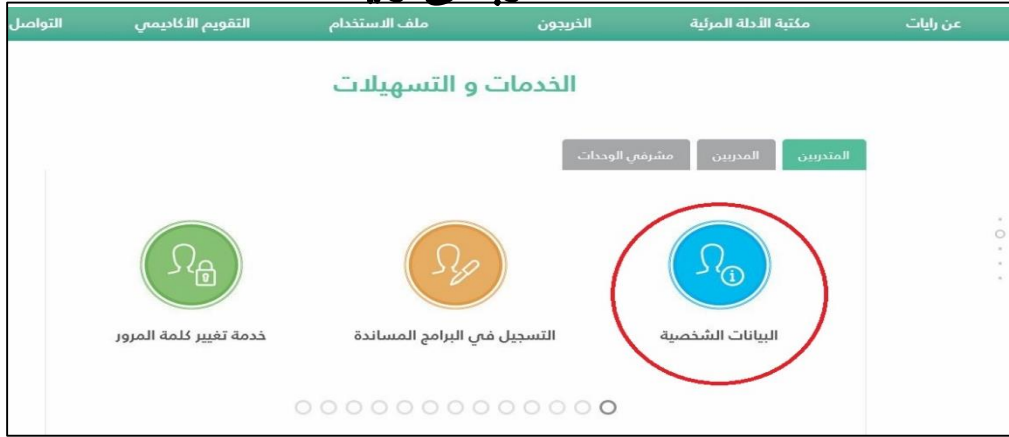 عن رايات مكتبة الأدلة المرئية الخريجون ملف الاستخدام التقويم الأكاديمي التواصل
الخدمات و التسهيلات
المتدربين المدربين مشرفي الوحدات
البيانات الشخصية التسجيل في البرامج المساندة خدمة تغيير كلمة المرور